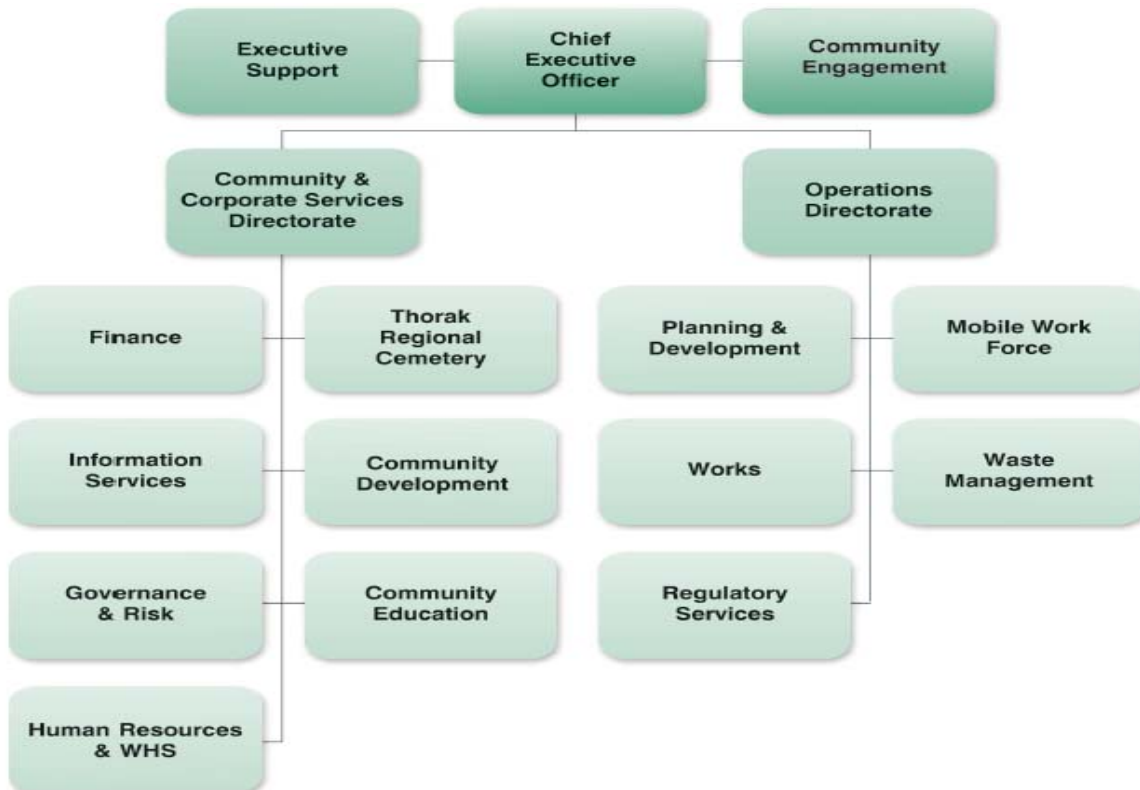 Executive
Support
Chief
Executive
Officer
Community
Engagement
Community &
Corporate Services
Directorate
Operations
Directorate
Finance
Thorak
Regional
Cemetery
Planning &
Development
Mobile Work
Force
Information
Services
Community
Development
Works
Waste
Management
Governance
& Risk
Community
Education
Regulatory
Services
Human Resources
& WHS